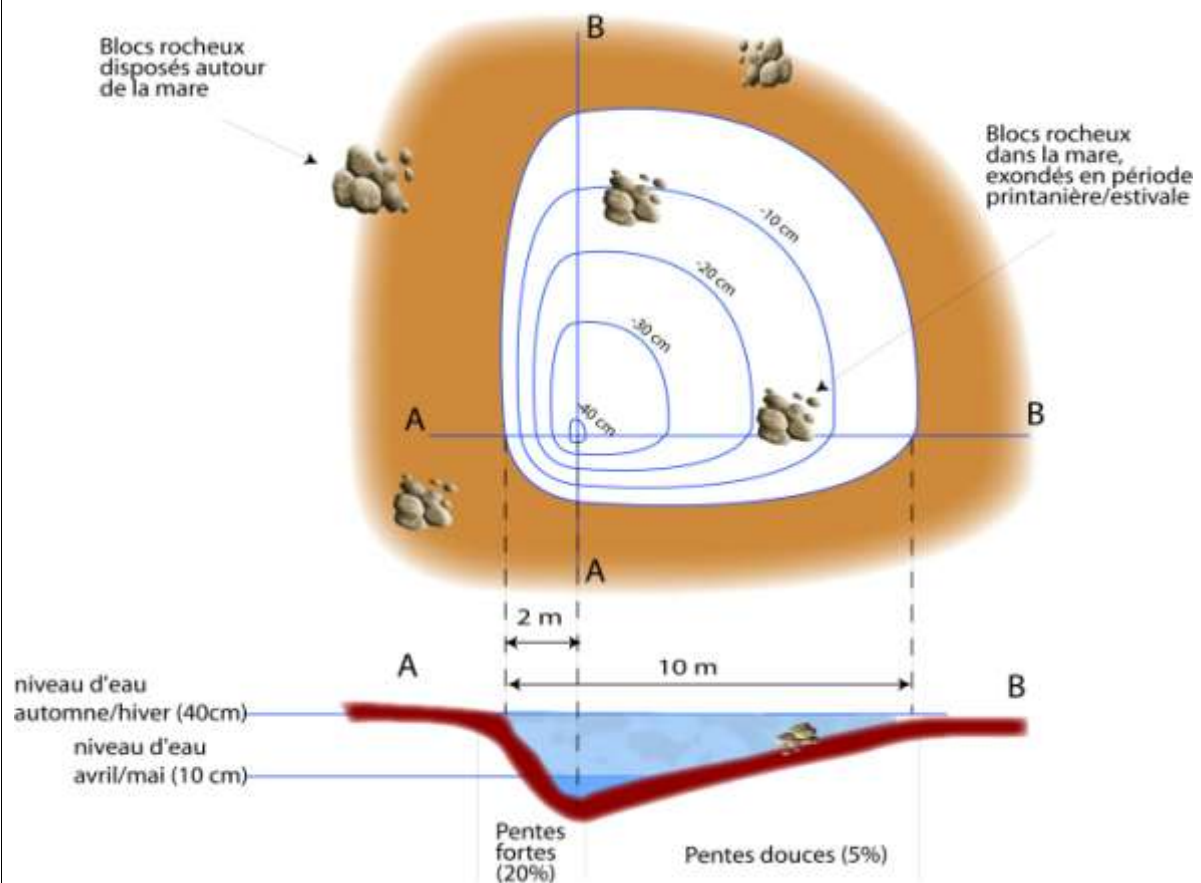 B
Blocs rocheux
disposés autour
de la mare
Blocs rocheux
dans la mare,
exondés en période
printanière/estivale
-10 cm
-20 cm
-30 cm
-40 cm
A
B
A
2 m
10 m
A
B
niveau d'eau
automne/hiver (40cm)
niveau d'eau
avril/mai (10 cm)
Pentes
fortes
(20%)
Pentes douces (5%)